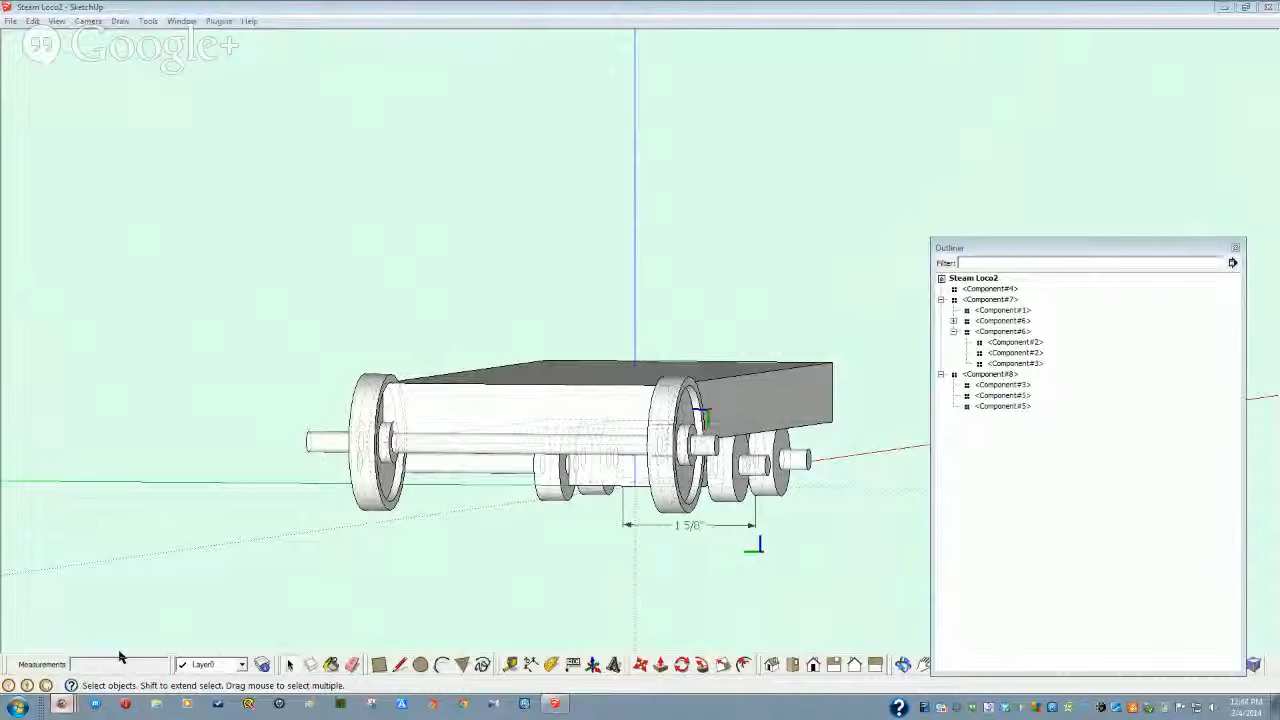 Steam Loco2 - SketchUp
File Edit View Camera Draw Tools Window Plugins Help
Google+
Outliner
Filter:
Steam Loco2
<Component#4>
<Component#7>
<Component#1>
<Component#6>
<Component#6>
<Component#2>
<Component#2>
<Component#3>
<Component#8>
<Component#3>
<Component#5>
<Component#5>
1 5/8"
Measurements
Layer0
Select objects. Shift to extend select. Drag mouse to select multiple.
2/4/2014